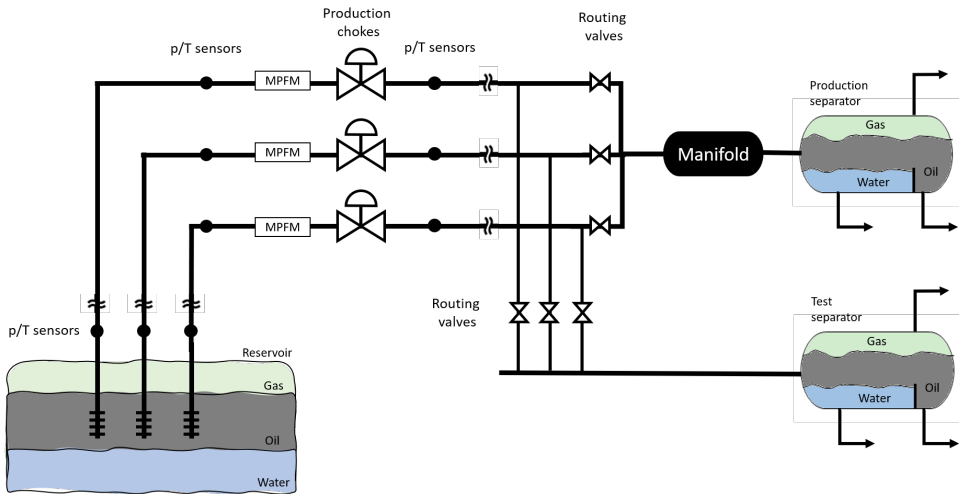 Production
chokes
Routing
valves
p/T sensors
p/T sensors
MPFM
Production
separator
Gas
MPFM
Manifold
Oil
Water
MPFM
Routing
valves
Test
separator
p/T sensors
Reservoir
Gas
Gas
Oil
Water
Oil
Water